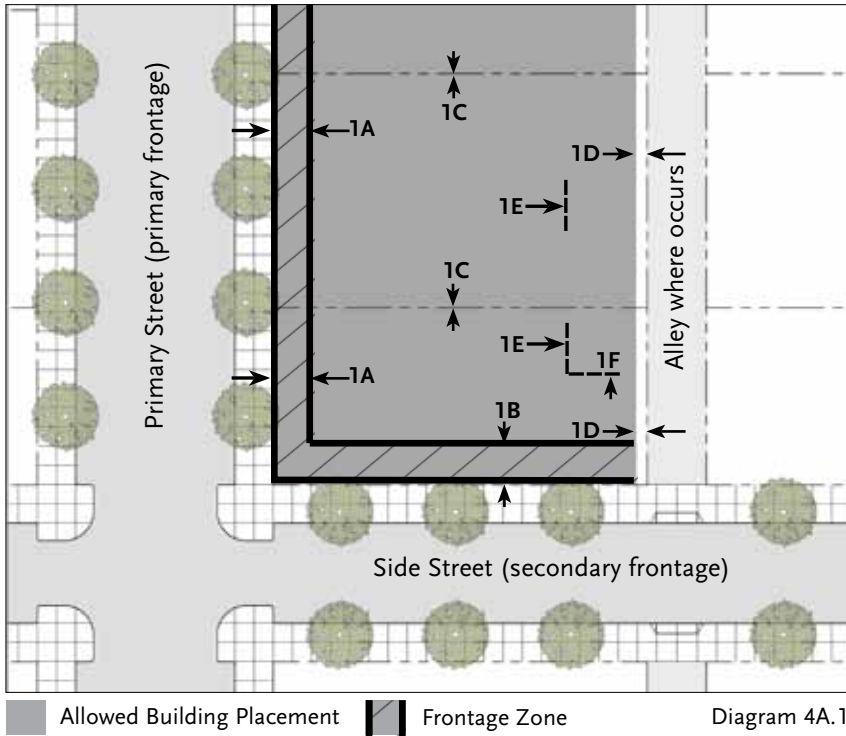 Primary Street (primary frontage)
1C
1A
1D
1E
Alley where occurs
1C
1E
1F
1A
1B
1D
Side Street (secondary frontage)
Allowed Building Placement
Frontage Zone
Diagram 4A.1